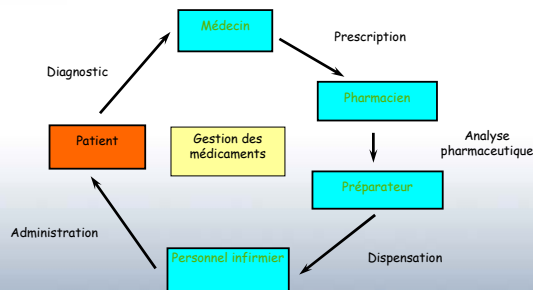 Médecin
Prescription
Diagnostic
Pharmacien
Patient
Gestion des
médicaments
Analyse
pharmaceutique
Préparateur
Administration
Personnel infirmier
Dispensation